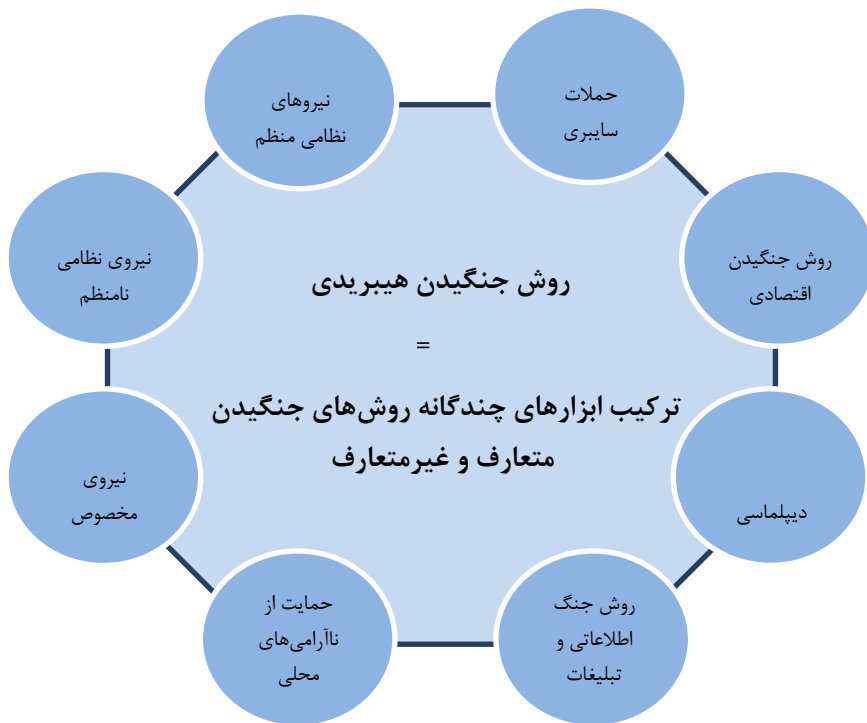 حملات
سایبری
روش جنگیدن
اقتصادی
دیپلماسی
روش جنگ
اطلاعاتی و
تبلیغات
حمایت از
ناآرامی‌های
محلی
نیروی
مخصوص
نیروی نظامی
نامنظم
نیروهای
نظامی منظم
روش جنگیدن هیبریدی
=
ترکیب ابزارهای چندگانه روش‌های جنگیدن
متعارف و غیرمتعارف